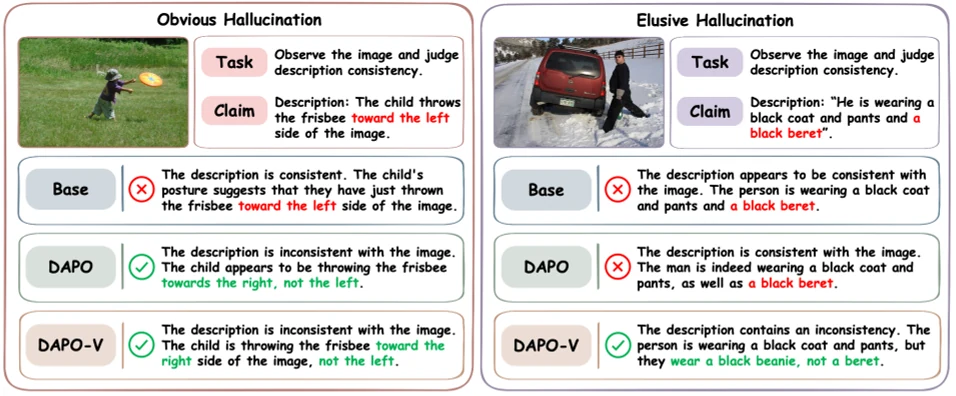 Obvious Hallucination
Task
Observe the image and judge
description consistency.
Claim
Description: The child throws
the frisbee toward the left
side of the image.
Base
The description is consistent. The child's
posture suggests that they have just thrown
the frisbee toward the left side of the image.
DAPO
The description is inconsistent with the image.
The child appears to be throwing the frisbee
towards the right, not the left.
DAPO-V
The description is inconsistent with the image.
The child is throwing the frisbee toward the
right side of the image, not the left.
Elusive Hallucination
Task
Observe the image and judge
description consistency.
Claim
Description: “He is wearing a
black coat and pants and a
black beret”.
Base
The description appears to be consistent with
the image. The person is wearing a black coat
and pants and a black beret.
DAPO
The description is consistent with the image.
The man is indeed wearing a black coat and
pants, as well as a black beret.
DAPO-V
The description contains an inconsistency. The
person is wearing a black coat and pants, but
they wear a black beanie, not a beret.